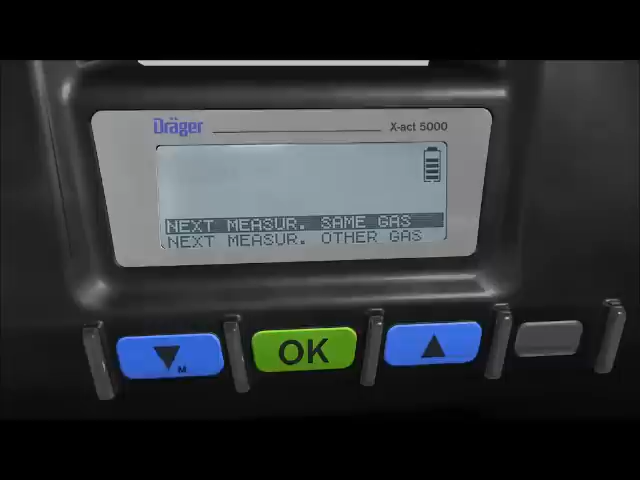 Dräger
X-act 5000
NEXT MEASUR. SAME GAS
NEXT MEASUR. OTHER GAS
M
OK